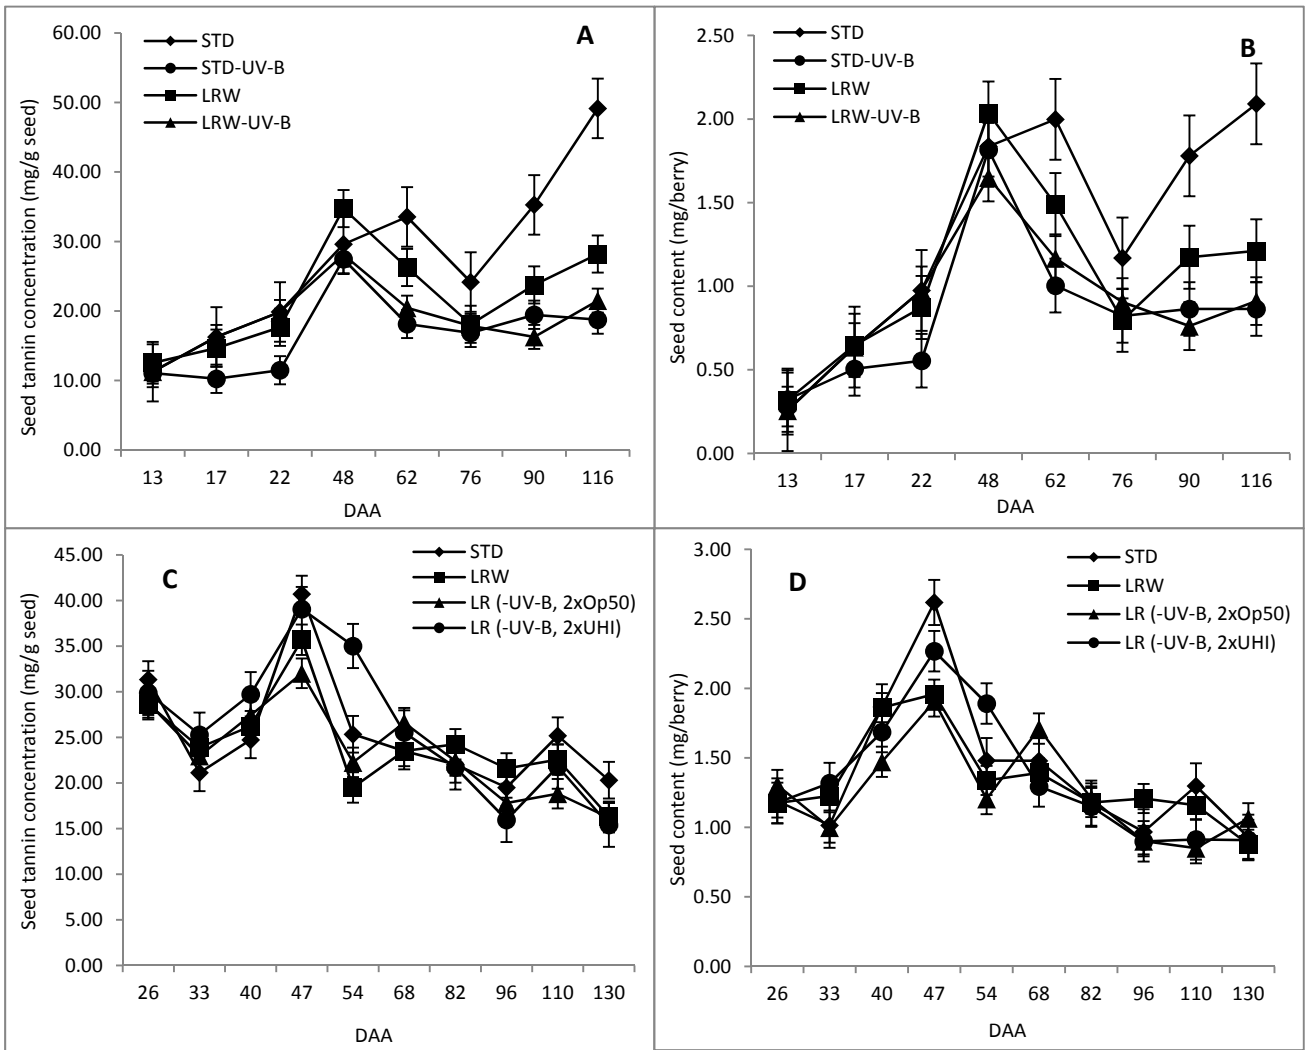 A
STD
STD-UV-B
LRW
LRW-UV-B
Seed tannin concentration (mg/g seed)
60.00
50.00
40.00
30.00
20.00
10.00
0.00
13 17 22 48 62 76 90 116
DAA
B
STD
STD-UV-B
LRW
LRW-UV-B
Seed content (mg/berry)
2.50
2.00
1.50
1.00
0.50
0.00
13 17 22 48 62 76 90 116
DAA
C
STD
LRW
LR (-UV-B, 2xOp50)
LR (-UV-B, 2xUHI)
Seed tannin concentration (mg/g seed)
45.00
40.00
35.00
30.00
25.00
20.00
15.00
10.00
5.00
0.00
26 33 40 47 54 68 82 96 110 130
DAA
D
STD
LRW
LR (-UV-B, 2xOp50)
LR (-UV-B, 2xUHI)
Seed content (mg/berry)
3.00
2.50
2.00
1.50
1.00
0.50
0.00
26 33 40 47 54 68 82 96 110 130
DAA